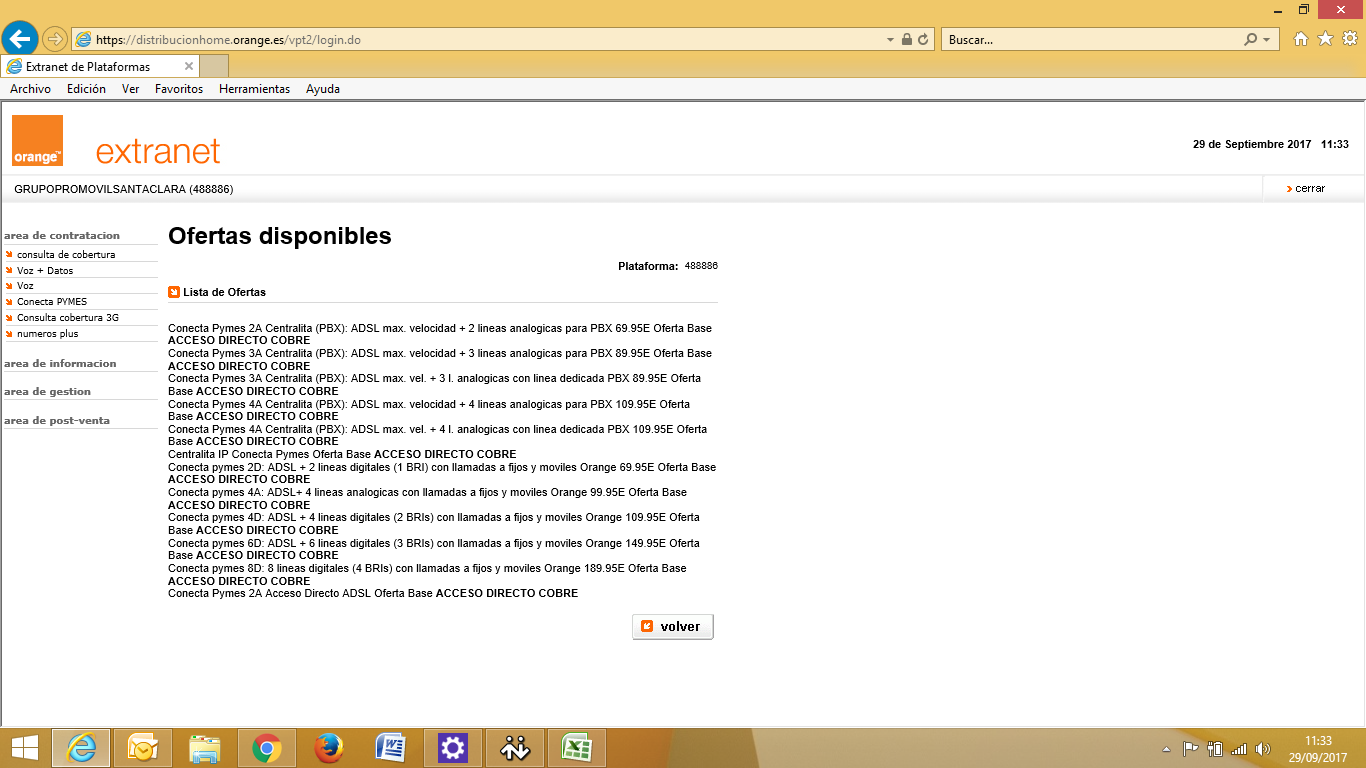 https://distribucionhome.orange.es/vpt2/login.do
Buscar...
Extranet de Plataformas
Archivo Edición Ver Favoritos Herramientas Ayuda
orange™
extranet
29 de Septiembre 2017 11:33
GRUPOPROMOVILSANTACLARA (488886)
cerrar
area de contratacion
consulta de cobertura
Voz + Datos
Voz
Conecta PYMES
Consulta cobertura 3G
numeros plus
area de informacion
area de gestion
area de post-venta
Ofertas disponibles
Plataforma: 488886
Lista de Ofertas
Conecta Pymes 2A Centralita (PBX): ADSL max. velocidad + 2 lineas analogicas para PBX 69.95E Oferta Base
ACCESO DIRECTO COBRE
Conecta Pymes 3A Centralita (PBX): ADSL max. velocidad + 3 lineas analogicas para PBX 89.95E Oferta Base
ACCESO DIRECTO COBRE
Conecta Pymes 3A Centralita (PBX): ADSL max. vel. + 3 l. analogicas con linea dedicada PBX 89.95E Oferta
Base ACCESO DIRECTO COBRE
Conecta Pymes 4A Centralita (PBX): ADSL max. velocidad + 4 lineas analogicas para PBX 109.95E Oferta
Base ACCESO DIRECTO COBRE
Conecta Pymes 4A Centralita (PBX): ADSL max. vel. + 4 l. analogicas con linea dedicada PBX 109.95E Oferta
Base ACCESO DIRECTO COBRE
Centralita IP Conecta Pymes Oferta Base ACCESO DIRECTO COBRE
Conecta pymes 2D: ADSL + 2 lineas digitales (1 BRI) con llamadas a fijos y moviles Orange 69.95E Oferta Base
ACCESO DIRECTO COBRE
Conecta pymes 4A: ADSL+ 4 lineas analogicas con llamadas a fijos y moviles Orange 99.95E Oferta Base
ACCESO DIRECTO COBRE
Conecta pymes 4D: ADSL + 4 lineas digitales (2 BRIs) con llamadas a fijos y moviles Orange 109.95E Oferta
Base ACCESO DIRECTO COBRE
Conecta pymes 6D: ADSL + 6 lineas digitales (3 BRIs) con llamadas a fijos y moviles Orange 149.95E Oferta
Base ACCESO DIRECTO COBRE
Conecta pymes 8D: 8 lineas digitales (4 BRIs) con llamadas a fijos y moviles Orange 189.95E Oferta Base
ACCESO DIRECTO COBRE
Conecta Pymes 2A Acceso Directo ADSL Oferta Base ACCESO DIRECTO COBRE
volver
11:33
29/09/2017